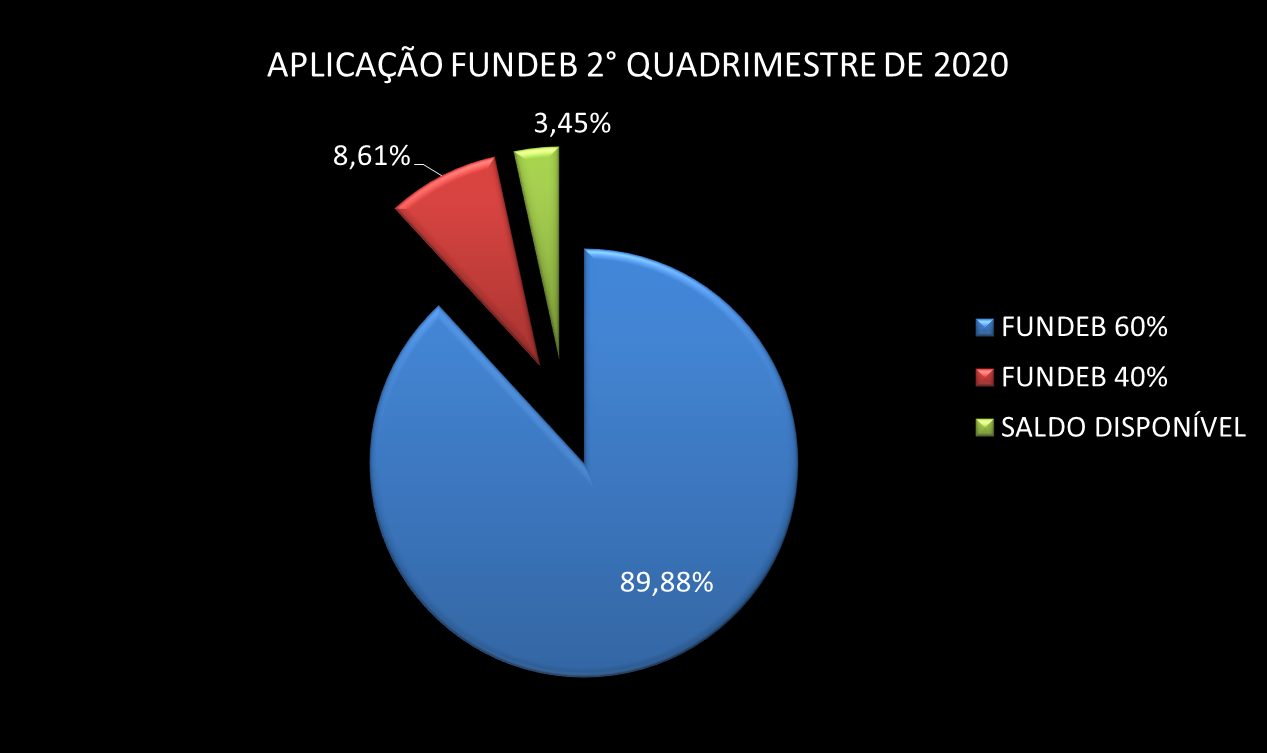 APLICAÇÃO FUNDEB 2° QUADRIMESTRE DE 2020
3,45%
8,61%
FUNDEB 60%
FUNDEB 40%
SALDO DISPONÍVEL
89,88%